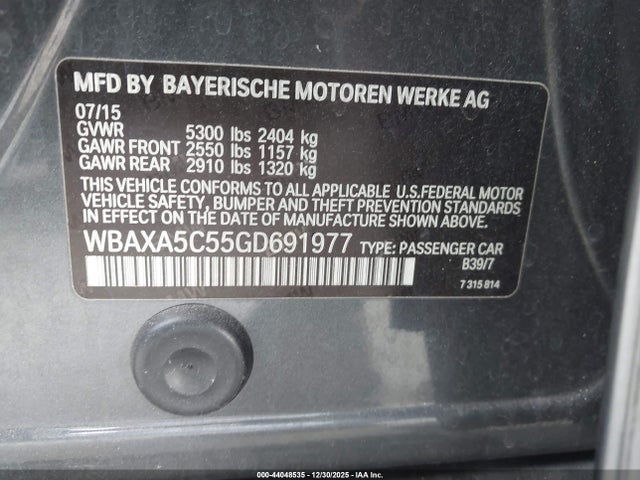 MFD BY BAYERISCHE MOTOREN WERKE AG
07/15
GVWR 5300 lbs 2404 kg
GAWR FRONT 2550 lbs 1157 kg
GAWR REAR 2910 lbs 1320 kg
THIS VEHICLE CONFORMS TO ALL APPLICABLE U.S.FEDERAL MOTOR
VEHICLE SAFETY, BUMPER AND THEFT PREVENTION STANDARDS IN
EFFECT ON THE DATE OF MANUFACTURE SHOWN ABOVE.
WBAXA5C55GD691977 TYPE: PASSENGER CAR
B39/7
7 315 814
000-44048535 - 12/30/2025 - IAA Inc.